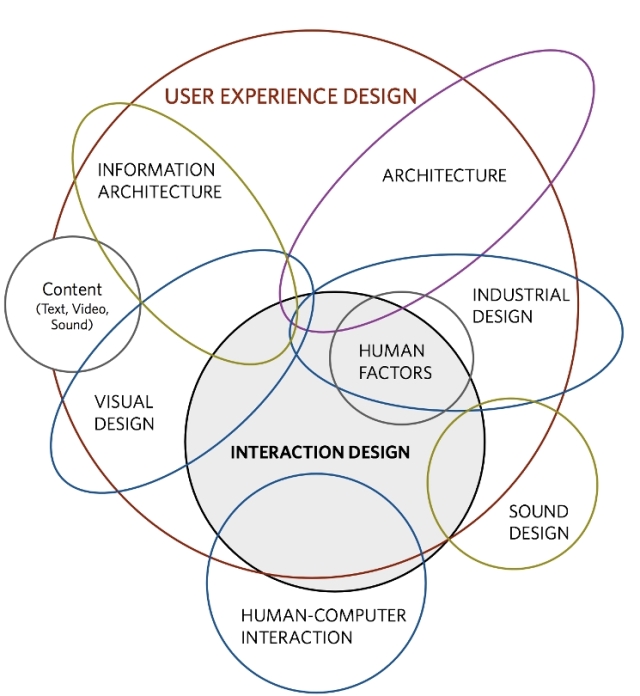 USER EXPERIENCE DESIGN
INFORMATION
ARCHITECTURE
ARCHITECTURE
Content
(Text, Video,
Sound)
INDUSTRIAL
DESIGN
HUMAN
FACTORS
VISUAL
DESIGN
INTERACTION DESIGN
SOUND
DESIGN
HUMAN-COMPUTER
INTERACTION